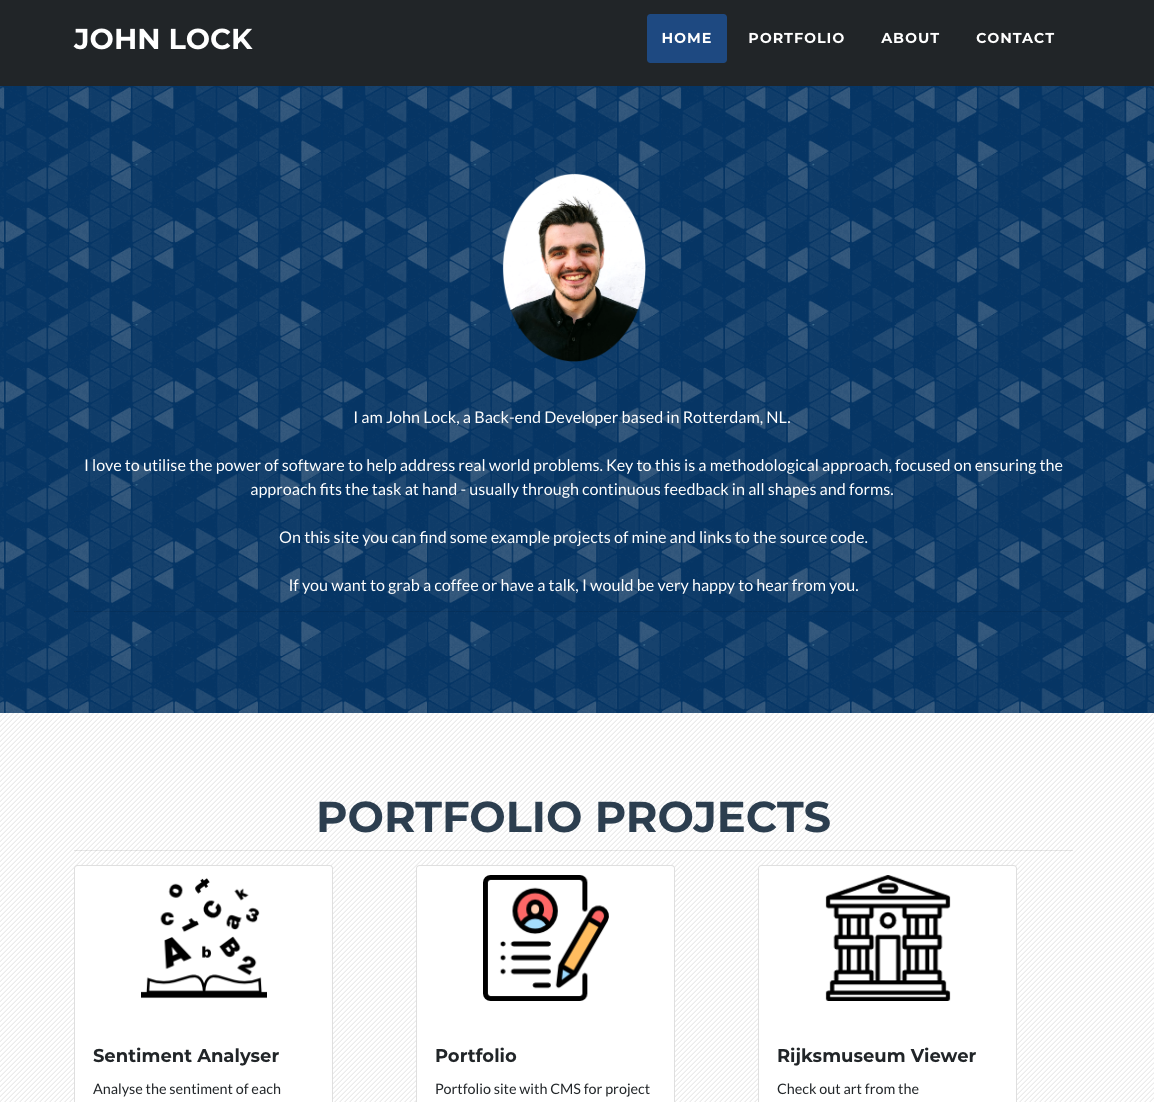 JOHN LOCK
HOME PORTFOLIO ABOUT CONTACT
I am John Lock, a Back-end Developer based in Rotterdam, NL.
I love to utilise the power of software to help address real world problems. Key to this is a methodological approach, focused on ensuring the
approach fits the task at hand - usually through continuous feedback in all shapes and forms.
On this site you can find some example projects of mine and links to the source code.
If you want to grab a coffee or have a talk, I would be very happy to hear from you.
PORTFOLIO PROJECTS
Sentiment Analyser
Analyse the sentiment of each
Portfolio
Portfolio site with CMS for project
Rijksmuseum Viewer
Check out art from the